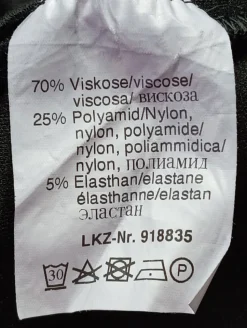 70% Viskose/viscose/
viscosa/ вискоза
25% Polyamid/Nylon,
nylon, polyamide/
nylon, poliammidica/
nylon, полиамид
5% Elasthan/elastane
élasthanne/elastan
эластан
LKZ-Nr. 918835
30 P